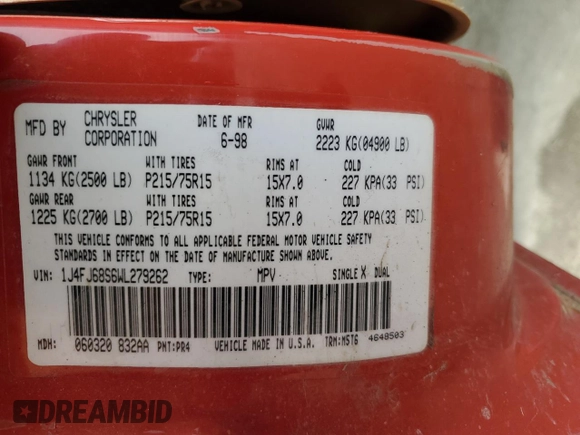 MFD BY CHRYSLER CORPORATION DATE OF MFR 6-98 GVWR 2223 KG(04900 LB)
GAWR FRONT WITH TIRES RIMS AT COLD
1134 KG(2500 LB) P215/75R15 15X7.0 227 KPA(33 PSI)
GAWR REAR WITH TIRES RIMS AT COLD
1225 KG(2700 LB) P215/75R15 15X7.0 227 KPA(33 PSI)
THIS VEHICLE CONFORMS TO ALL APPLICABLE FEDERAL MOTOR VEHICLE SAFETY
STANDARDS IN EFFECT ON THE DATE OF MANUFACTURE SHOWN ABOVE.
VIN: 1J4FJ68S6WL279262 TYPE: MPV SINGLE X DUAL
MDH: 060320 832AA PNT:PR4 VEHICLE MADE IN U.S.A. TRM:MST6 4648503
DREAMBID